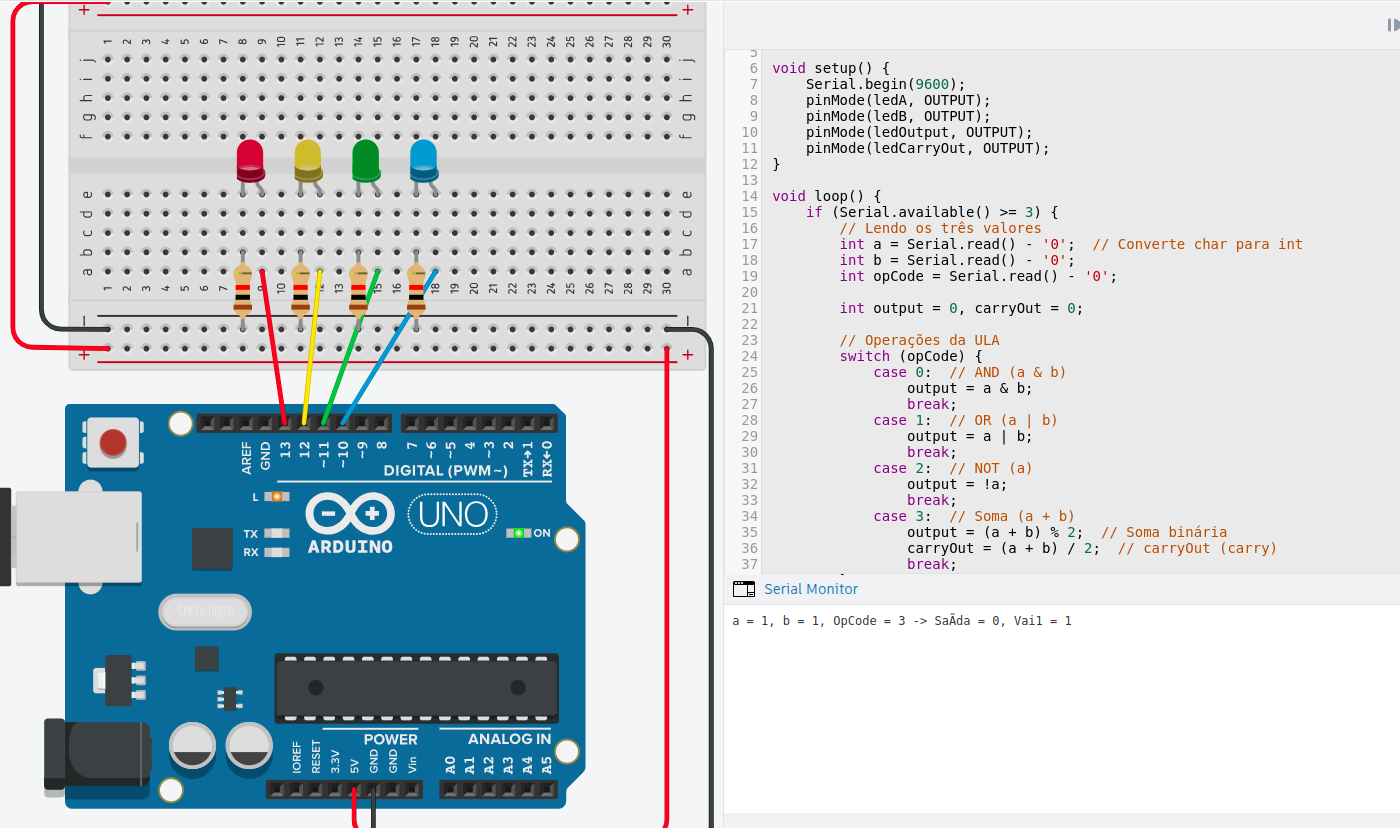 + +
1 2 3 4 5 6 7 8 9 10 11 12 13 14 15 16 17 18 19 20 21 22 23 24 25 26 27 28 29 30
j j
i i
h h
g g
f f
e e
d d
c c
b b
a a
1 2 3 4 5 6 7 8 9 10 11 12 13 14 15 16 17 18 19 20 21 22 23 24 25 26 27 28 29 30
− −
+ +
AREF GND 13 12 ~11 ~10 ~9 8 7 ~6 ~5 4 ~3 2 TX→1 RX←0
DIGITAL (PWM ~)
L
UNO
TX
ON
RX
ARDUINO
SPK16.000G
POWER
ANALOG IN
IOREF RESET 3.3V 5V GND GND Vin A0 A1 A2 A3 A4 A5
5
6 void setup() {
7 Serial.begin(9600);
8 pinMode(ledA, OUTPUT);
9 pinMode(ledB, OUTPUT);
10 pinMode(ledOutput, OUTPUT);
11 pinMode(ledCarryOut, OUTPUT);
12 }
13
14 void loop() {
15 if (Serial.available() >= 3) {
16 // Lendo os três valores
17 int a = Serial.read() - '0';  // Converte char para int
18 int b = Serial.read() - '0';
19 int opCode = Serial.read() - '0';
20
21 int output = 0, carryOut = 0;
22
23 // Operações da ULA
24 switch (opCode) {
25 case 0:  // AND (a & b)
26 output = a & b;
27 break;
28 case 1:  // OR (a | b)
29 output = a | b;
30 break;
31 case 2:  // NOT (a)
32 output = !a;
33 break;
34 case 3:  // Soma (a + b)
35 output = (a + b) % 2;  // Soma binária
36 carryOut = (a + b) / 2;  // carryOut (carry)
37 break;
Serial Monitor
a = 1, b = 1, OpCode = 3 -> SaÃda = 0, Vai1 = 1